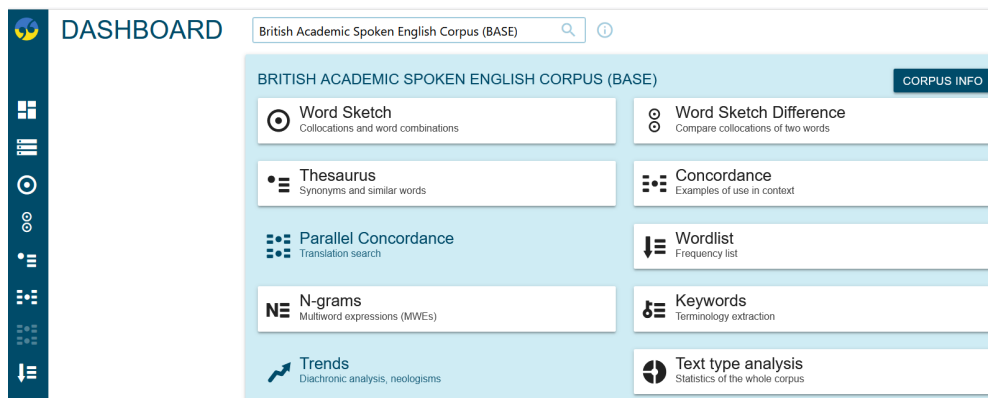 DASHBOARD
British Academic Spoken English Corpus (BASE)
BRITISH ACADEMIC SPOKEN ENGLISH CORPUS (BASE)
CORPUS INFO
Word Sketch
Collocations and word combinations
Word Sketch Difference
Compare collocations of two words
Thesaurus
Synonyms and similar words
Concordance
Examples of use in context
Parallel Concordance
Translation search
Wordlist
Frequency list
N-grams
Multiword expressions (MWEs)
Keywords
Terminology extraction
Trends
Diachronic analysis, neologisms
Text type analysis
Statistics of the whole corpus